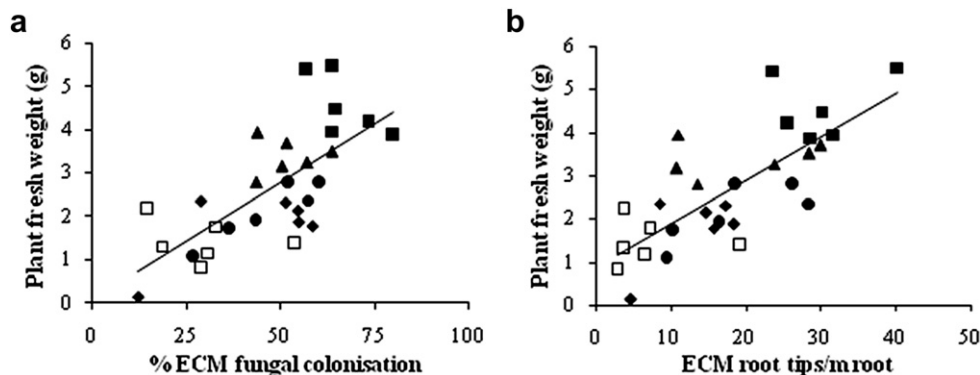 a
Plant fresh weight (g)
6
5
4
3
2
1
0
0 25 50 75 100
% ECM fungal colonisation
b
Plant fresh weight (g)
6
5
4
3
2
1
0
0 10 20 30 40 50
ECM root tips/m root